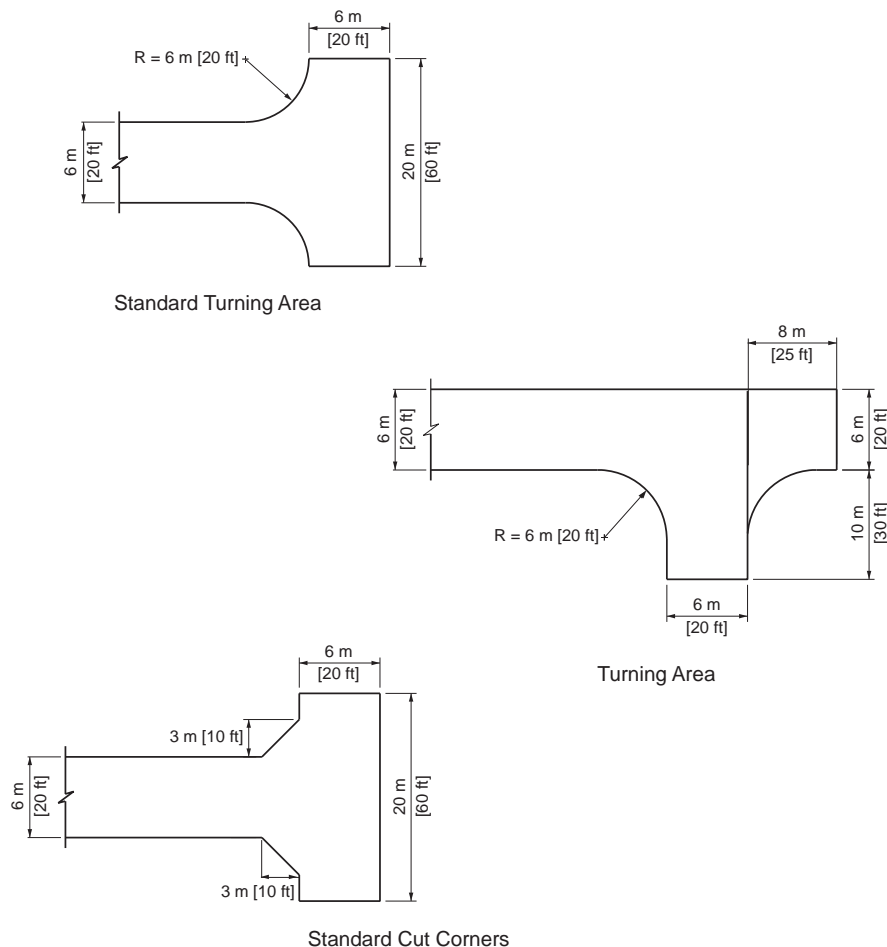 6 m
[20 ft]
R = 6 m [20 ft]
6 m
[20 ft]
20 m
[60 ft]
Standard Turning Area
8 m
[25 ft]
6 m
[20 ft]
6 m
[20 ft]
R = 6 m [20 ft]
10 m
[30 ft]
6 m
[20 ft]
Turning Area
6 m
[20 ft]
3 m [10 ft]
6 m
[20 ft]
20 m
[60 ft]
3 m [10 ft]
Standard Cut Corners